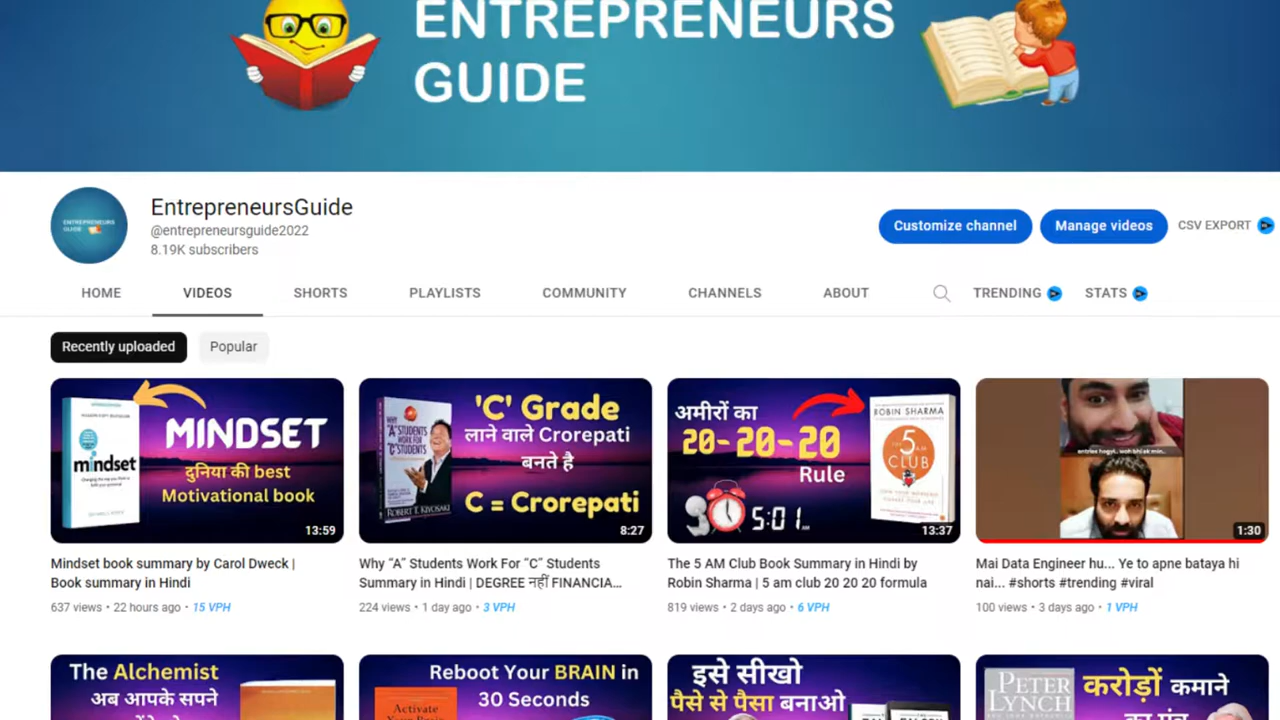 ENTREPRENEURS
GUIDE
ENTREPRENEURS
GUIDE
EntrepreneursGuide
@entrepreneursguide2022
8.19K subscribers
Customize channel
Manage videos
CSV EXPORT
HOME
VIDEOS
SHORTS
PLAYLISTS
COMMUNITY
CHANNELS
ABOUT
TRENDING
STATS
Recently uploaded
Popular
mindset
MINDSET
दुनिया की best
Motivational book
13:59
Mindset book summary by Carol Dweck |
Book summary in Hindi
637 views • 22 hours ago • 15 VPH
WHY
"A" STUDENTS
WORK FOR
"C" STUDENTS
ROBERT T. KIYOSAKI
'C' Grade
लाने वाले Crorepati
बनते है
C = Crorepati
8:27
Why “A” Students Work For “C” Students
Summary in Hindi | DEGREE नहीं FINANCIA...
224 views • 1 day ago • 3 VPH
अमीरों का
20-20-20
Rule
5:01 AM
ROBIN SHARMA
THE
5 AM
CLUB
13:37
The 5 AM Club Book Summary in Hindi by
Robin Sharma | 5 am club 20 20 20 formula
819 views • 2 days ago • 6 VPH
1:30
Mai Data Engineer hu... Ye to apne bataya hi
nai... #shorts #trending #viral
100 views • 3 days ago • 1 VPH
The Alchemist
अब आपके सपने
Reboot Your BRAIN in
30 Seconds
Activate
इसे सीखो
पैसे से पैसा बनाओ
PETER
LYNCH
करोड़ों कमाने